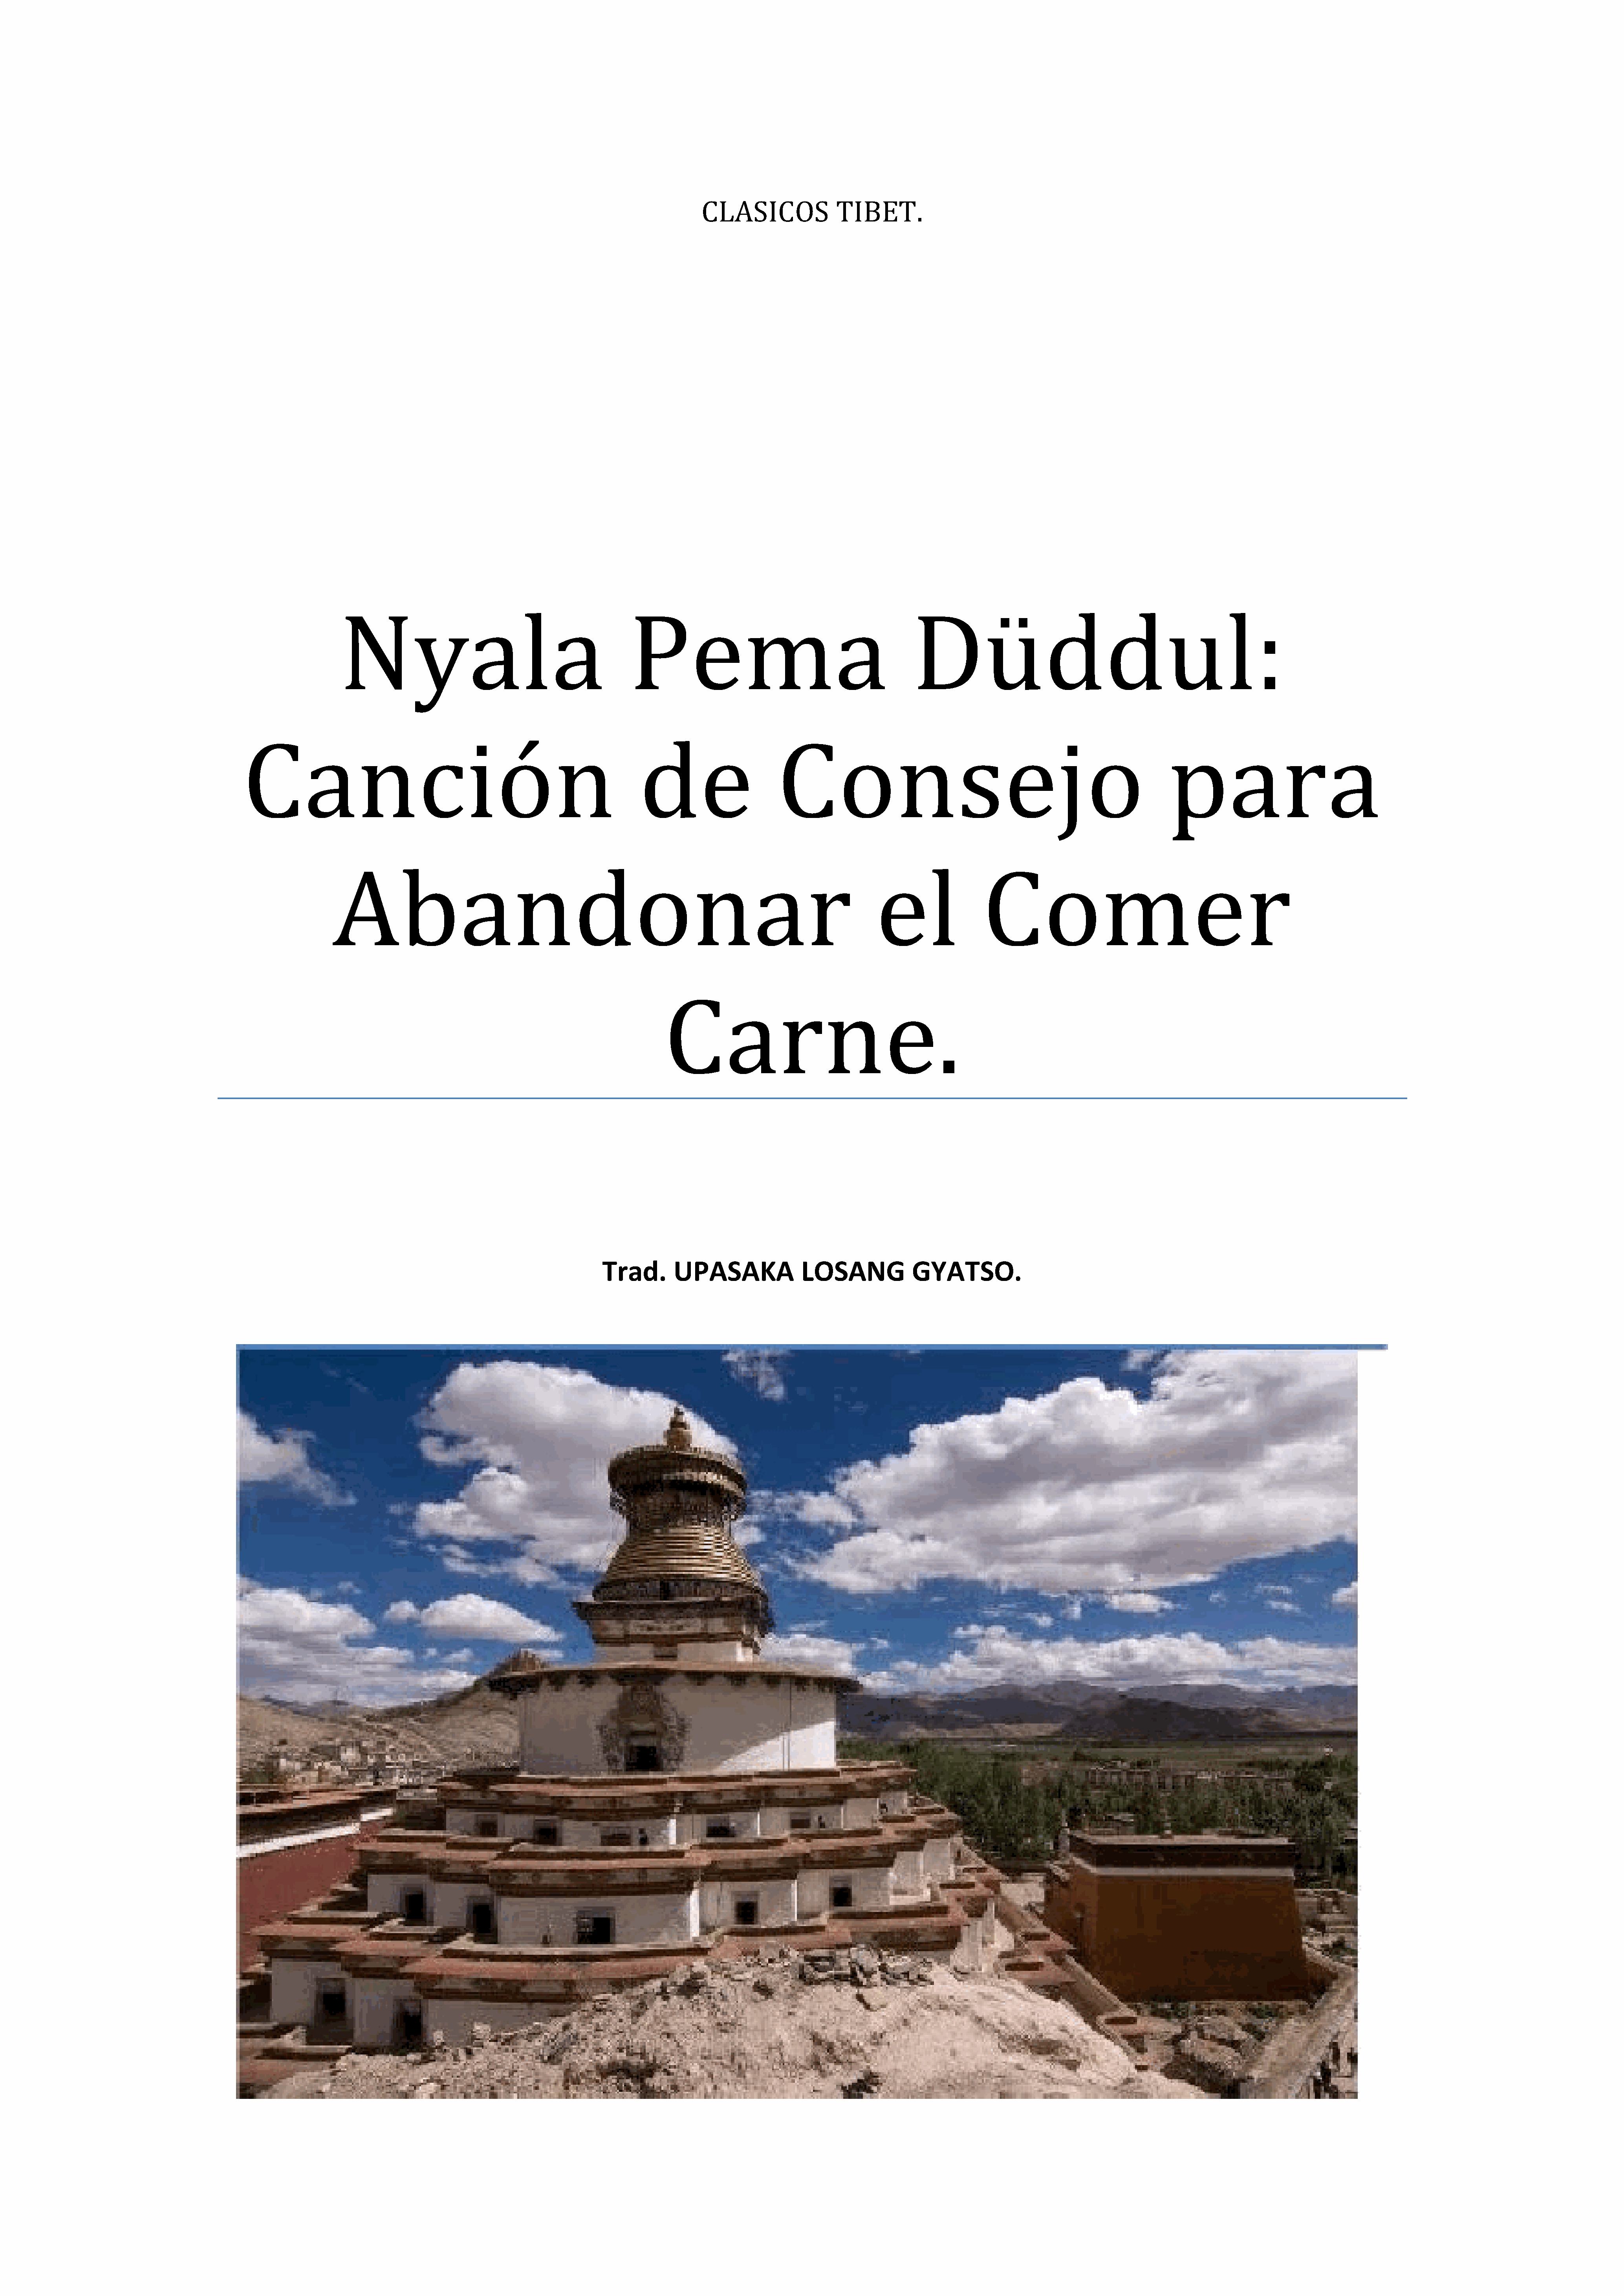 CLASICOS TIBET.
Nyala Pema Düddul:
Canción de Consejo para
Abandonar el Comer
Carne.
Trad. UPASAKA LOSANG GYATSO.